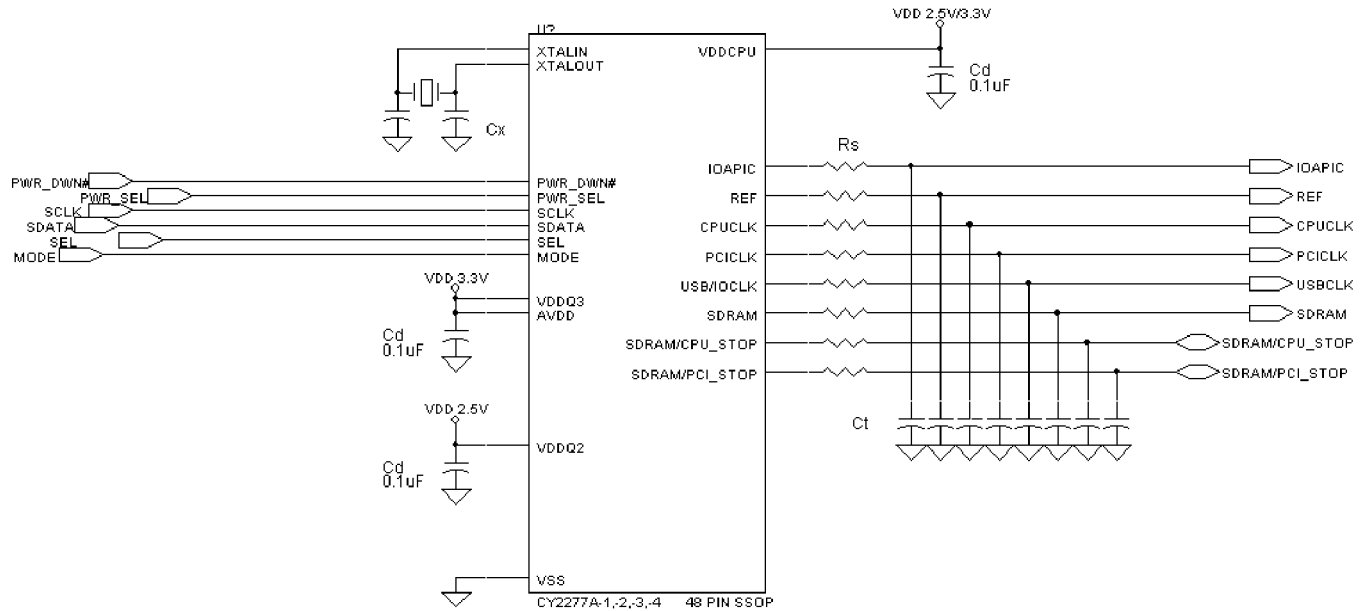 VDD 2.5V/3.3V
U?
XTALIN
XTALOUT
VDDCPU
Cd
0.1uF
Cx
Rs
IOAPIC
IOAPIC
PWR_DWN#
PWR_DWN#
PWR_SEL
PWR_SEL
REF
REF
SCLK
SCLK
SDATA
SDATA
CPUCLK
CPUCLK
SEL
SEL
MODE
MODE
PCICLK
PCICLK
VDD 3.3V
USB/IOCLK
USBCLK
VDDQ3
AVDD
SDRAM
SDRAM
Cd
0.1uF
SDRAM/CPU_STOP
SDRAM/CPU_STOP
SDRAM/PCI_STOP
SDRAM/PCI_STOP
VDD 2.5V
Ct
VDDQ2
Cd
0.1uF
VSS
CY2277A-1,-2,-3,-4 48 PIN SSOP